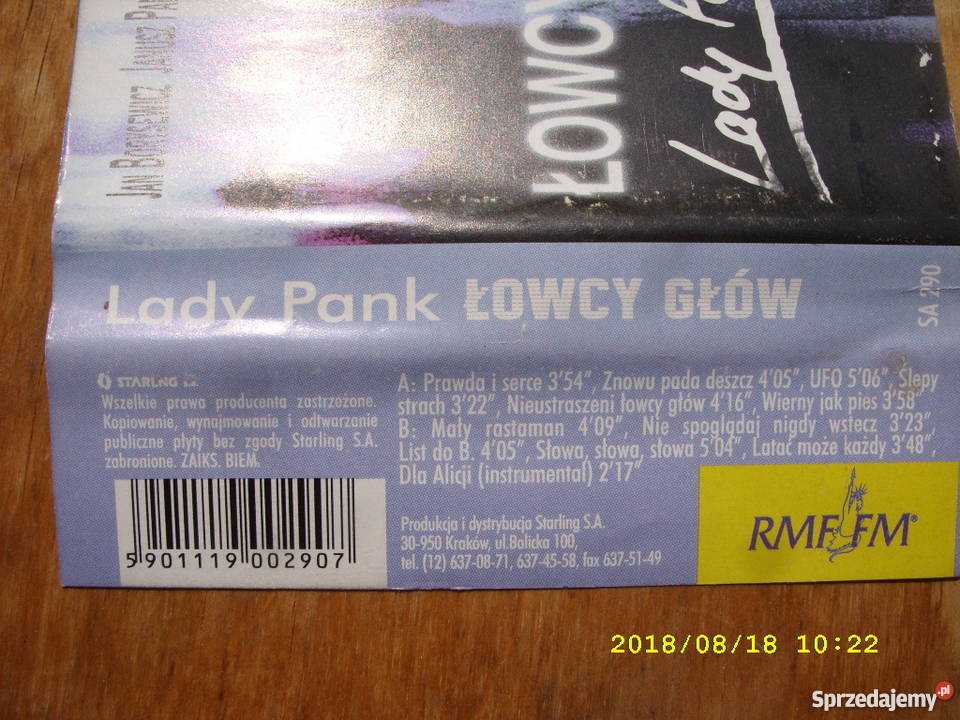 JAN BORYSEWICZ JANUSZ PAN
ŁOWC
Lady P
Lady Pank ŁOWCY GŁÓW
SA 290
STARLING S.A.
Wszelkie prawa producenta zastrzeżone.
Kopiowanie, wynajmowanie i odtwarzanie
publiczne płyty bez zgody Starling S.A.
zabronione. ZAIKS. BIEM.
5 901119 002907
A: Prawda i serce 3'54", Znowu pada deszcz 4'05", UFO 5'06", Ślepy
strach 3'22", Nieustraszeni łowcy głów 4'16", Wierny jak pies 3'58"
B: Mały rastaman 4'09", Nie spoglądaj nigdy wstecz 3'23",
List do B. 4'05", Słowa, słowa, słowa 5'04", Latać może każdy 3'48",
Dla Alicji (instrumental) 2'17"
Produkcja i dystrybucja Starling S.A.
30-950 Kraków, ul.Balicka 100,
tel. (12) 637-08-71, 637-45-58, fax 637-51-49
RMF FM®
2018/08/18 10:22
Sprzedajemy.pl